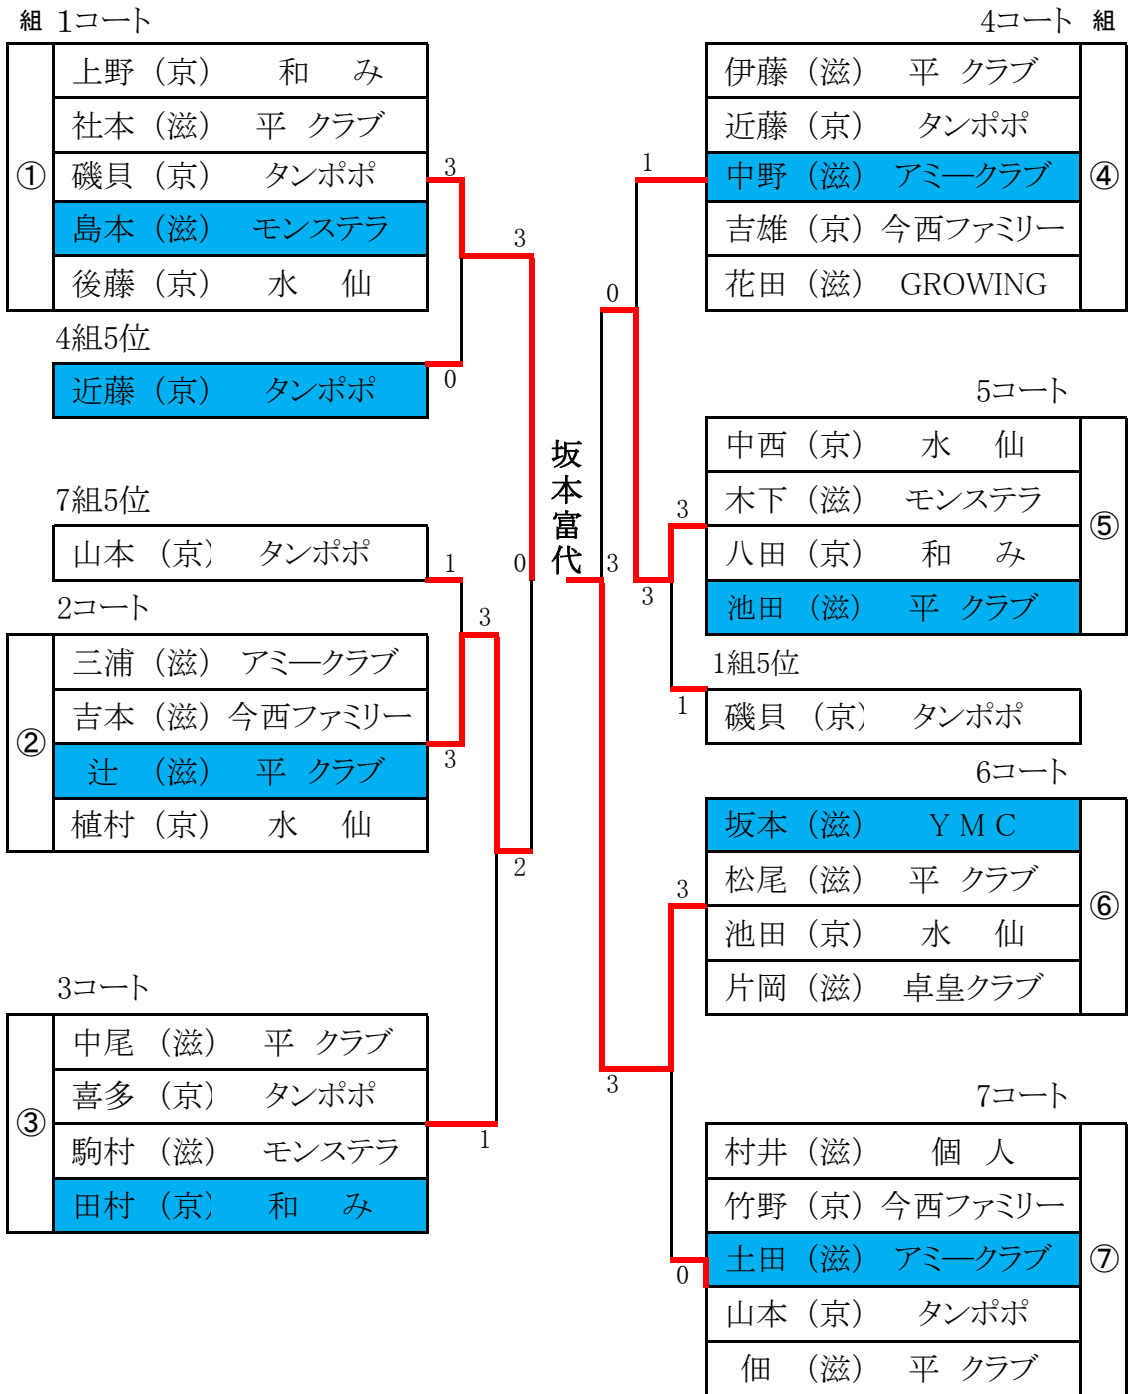 組 1コート
①
上野 (京) 和 み
社本 (滋) 平 クラブ
磯貝 (京) タンポポ
島本 (滋) モンステラ
後藤 (京) 水 仙
3
3
4組5位
近藤 (京) タンポポ
0
7組5位
山本 (京) タンポポ
1
0
2コート
3
②
三浦 (滋) アミークラブ
吉本 (滋) 今西ファミリー
辻 (滋) 平 クラブ
植村 (京) 水 仙
3
2
3コート
③
中尾 (滋) 平 クラブ
喜多 (京) タンポポ
駒村 (滋) モンステラ
田村 (京) 和 み
1
坂本富代
4コート 組
④
伊藤 (滋) 平 クラブ
近藤 (京) タンポポ
中野 (滋) アミークラブ
吉雄 (京) 今西ファミリー
花田 (滋) GROWING
1
0
5コート
⑤
中西 (京) 水 仙
木下 (滋) モンステラ
八田 (京) 和 み
池田 (滋) 平 クラブ
3
3
3
1組5位
磯貝 (京) タンポポ
1
6コート
⑥
坂本 (滋) Y M C
松尾 (滋) 平 クラブ
池田 (京) 水 仙
片岡 (滋) 卓皇クラブ
3
3
7コート
⑦
村井 (滋) 個 人
竹野 (京) 今西ファミリー
土田 (滋) アミークラブ
山本 (京) タンポポ
佃 (滋) 平 クラブ
0